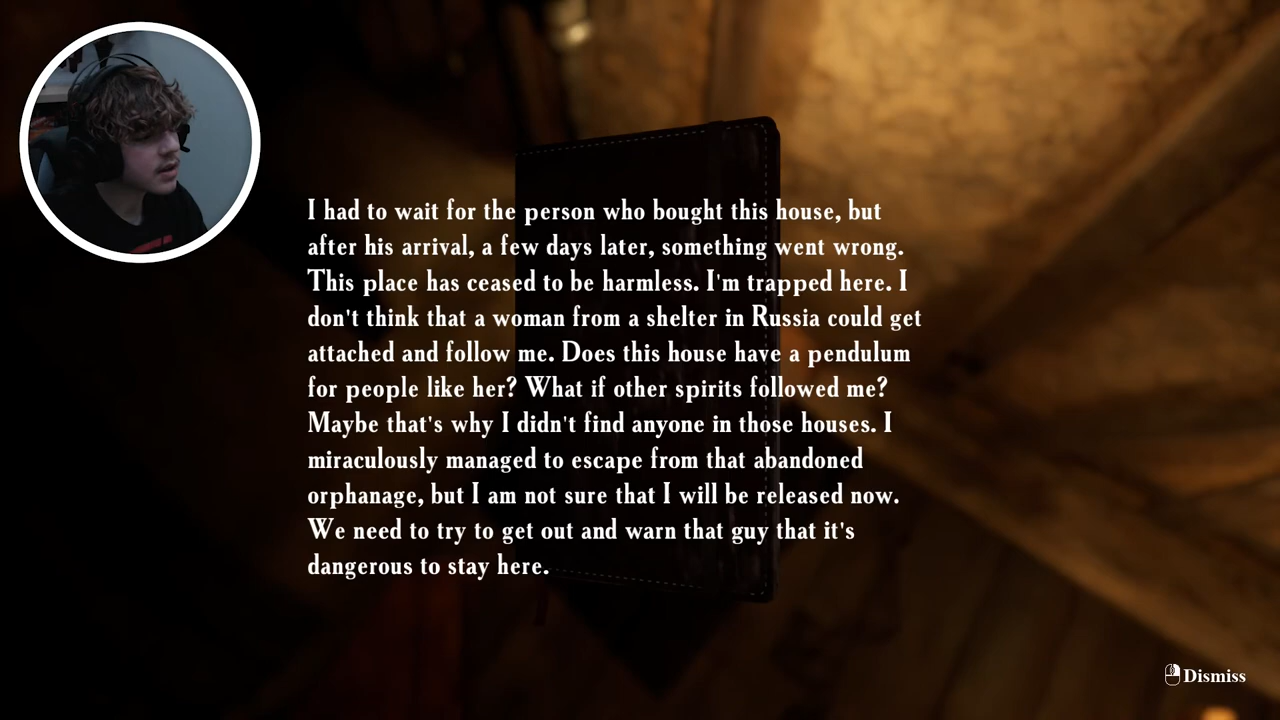 I had to wait for the person who bought this house, but
after his arrival, a few days later, something went wrong.
This place has ceased to be harmless. I'm trapped here. I
don't think that a woman from a shelter in Russia could get
attached and follow me. Does this house have a pendulum
for people like her? What if other spirits followed me?
Maybe that's why I didn't find anyone in those houses. I
miraculously managed to escape from that abandoned
orphanage, but I am not sure that I will be released now.
We need to try to get out and warn that guy that it's
dangerous to stay here.
Dismiss